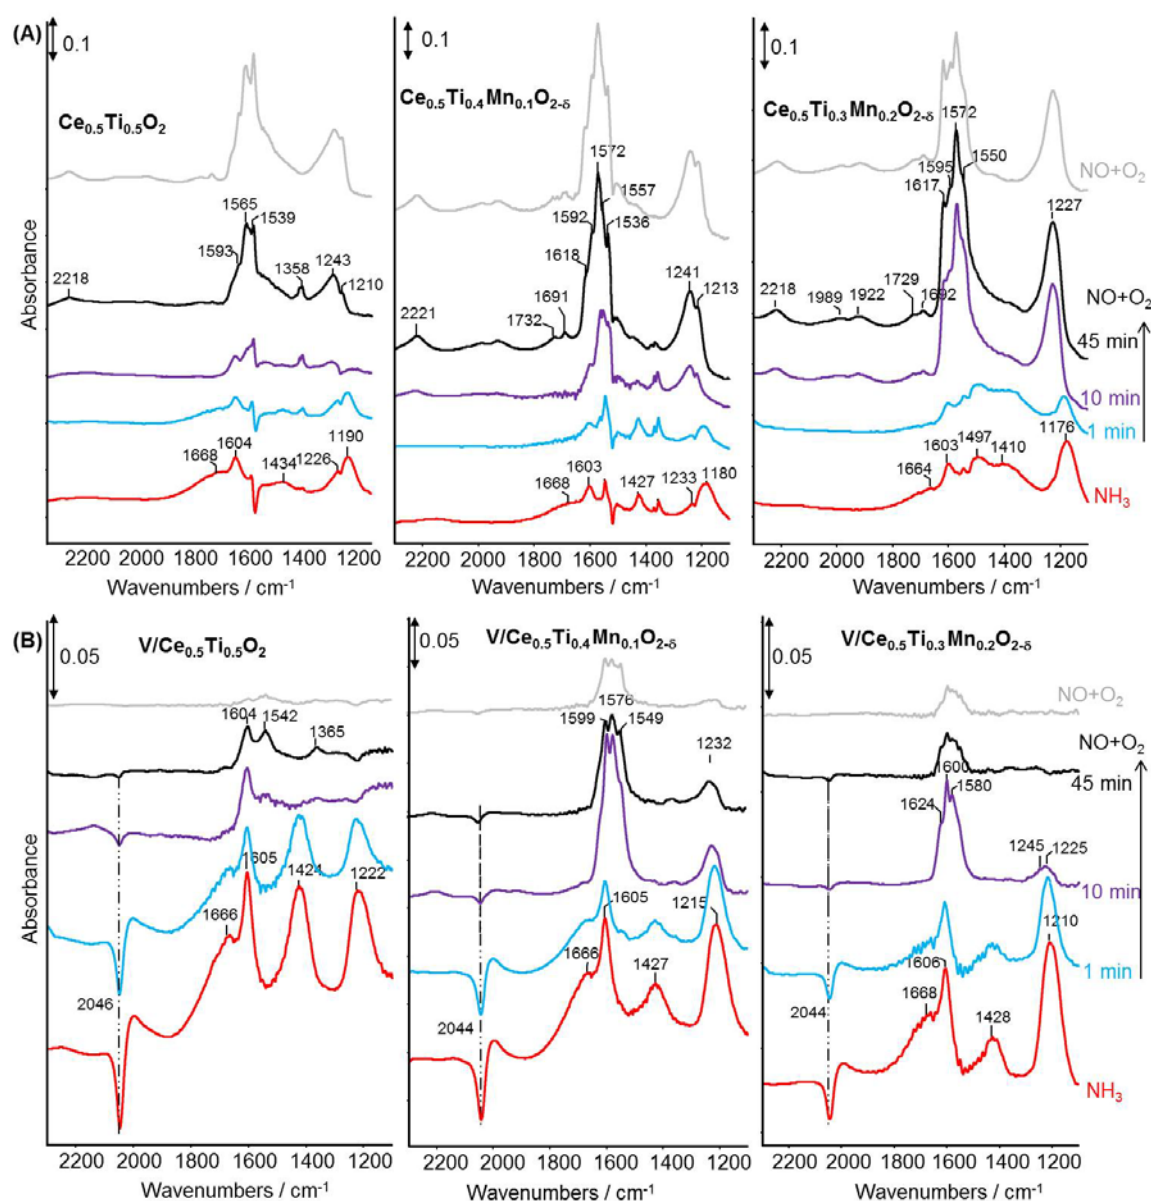 (A)
0.1
Ce0.5Ti0.5O2
2218
1593
1565
1539
1358
1243
1210
1668
1604
1434
1226
1190
2200 2000 1800 1600 1400 1200
Wavenumbers / cm-1
Absorbance
0.1
Ce0.5Ti0.4Mn0.1O2-δ
2221
1732
1691
1618
1592
1572
1557
1536
1241
1213
1668
1603
1427
1233
1180
2200 2000 1800 1600 1400 1200
Wavenumbers / cm-1
0.1
Ce0.5Ti0.3Mn0.2O2-δ
2218
1989
1922
1729
1692
1617
1595
1572
1550
1227
1664
1603
1497
1410
1176
NO+O2
NO+O2
45 min
10 min
1 min
NH3
2200 2000 1800 1600 1400 1200
Wavenumbers / cm-1
(B)
0.05
V/Ce0.5Ti0.5O2
1604
1542
1365
2046
1666
1605
1424
1222
2200 2000 1800 1600 1400 1200
Wavenumbers / cm-1
Absorbance
0.05
V/Ce0.5Ti0.4Mn0.1O2-δ
1599
1576
1549
1232
2044
1666
1605
1427
1215
2200 2000 1800 1600 1400 1200
Wavenumbers / cm-1
0.05
V/Ce0.5Ti0.3Mn0.2O2-δ
1600
1624
1580
1245
1225
2044
1668
1606
1428
1210
NO+O2
NO+O2
45 min
10 min
1 min
NH3
2200 2000 1800 1600 1400 1200
Wavenumbers / cm-1